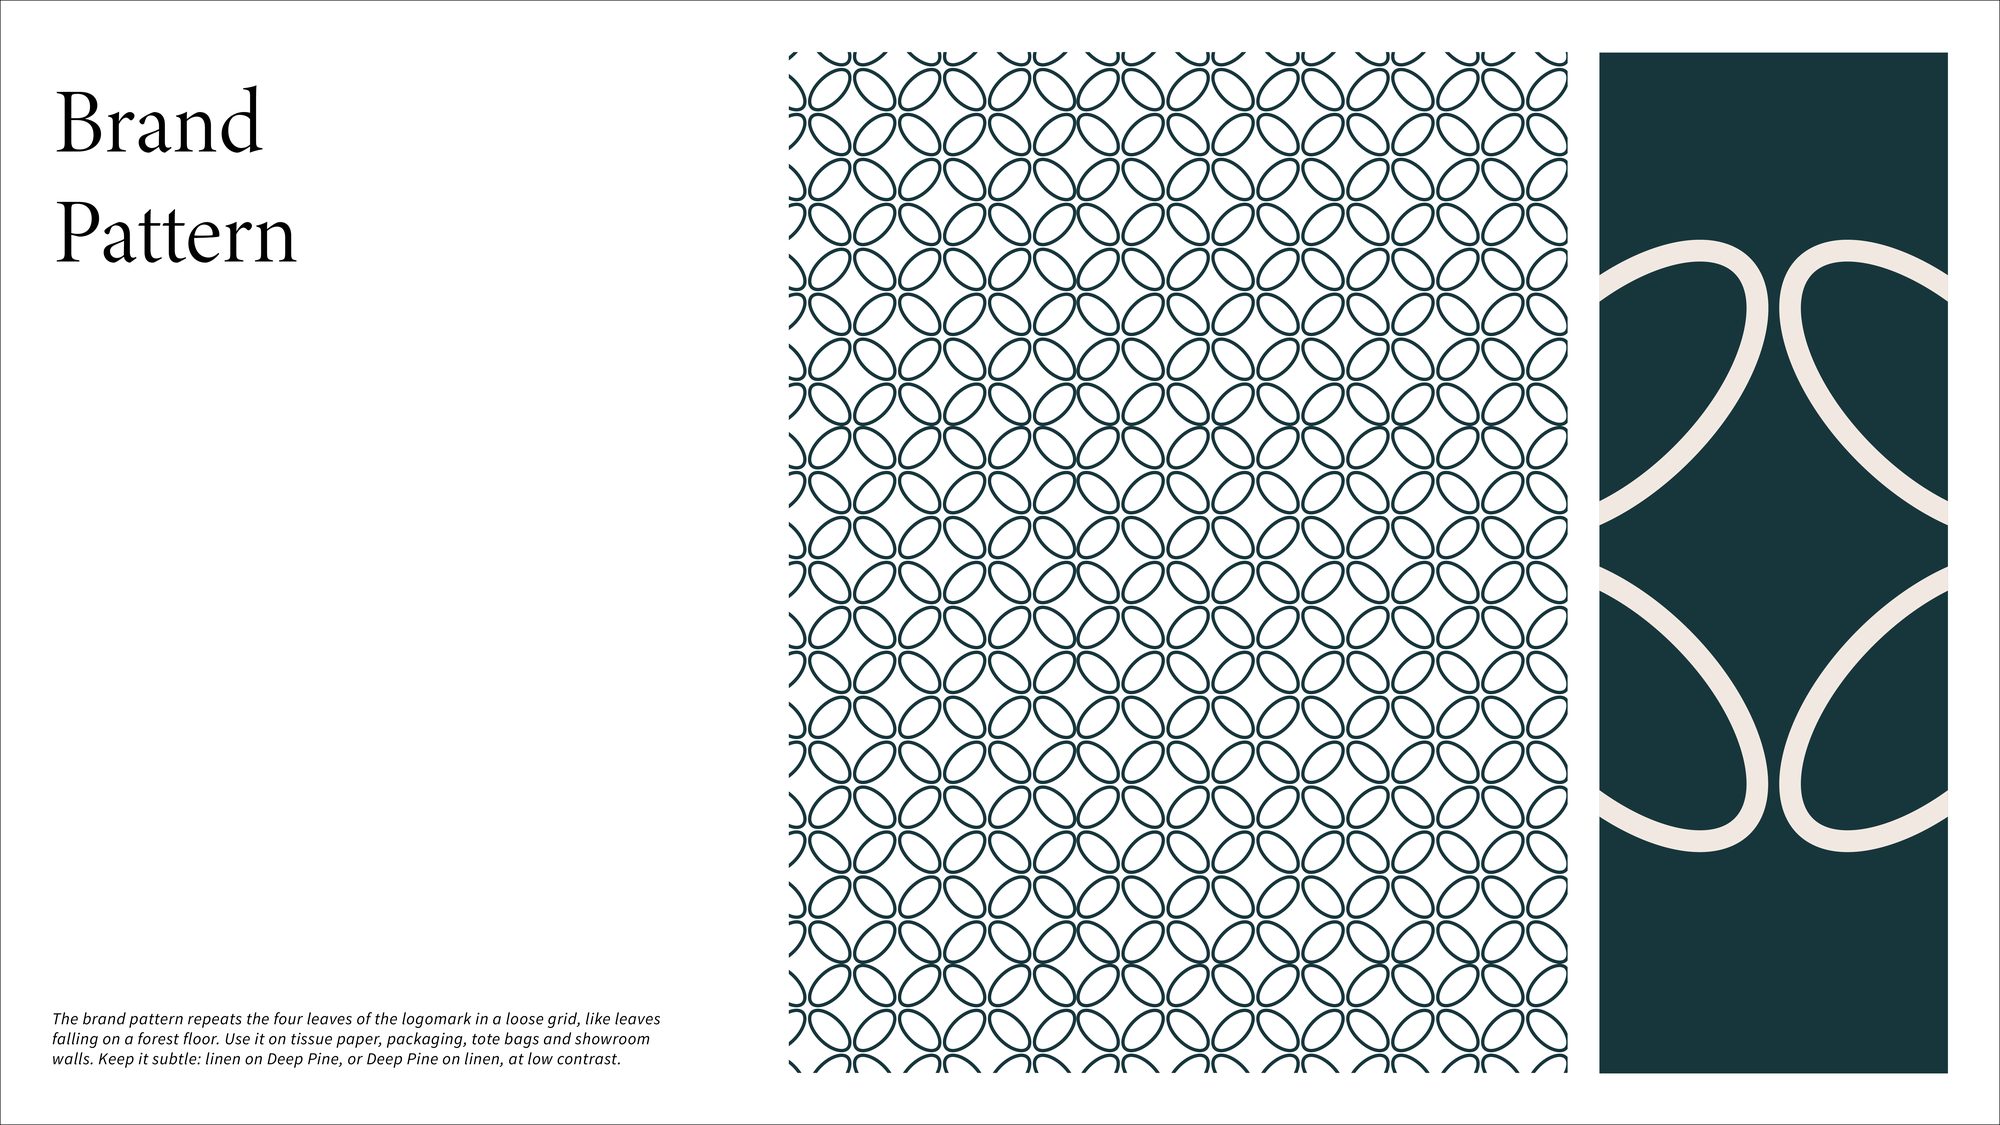 Brand
Pattern
The brand pattern repeats the four leaves of the logomark in a loose grid, like leaves
falling on a forest floor. Use it on tissue paper, packaging, tote bags and showroom
walls. Keep it subtle: linen on Deep Pine, or Deep Pine on linen, at low contrast.